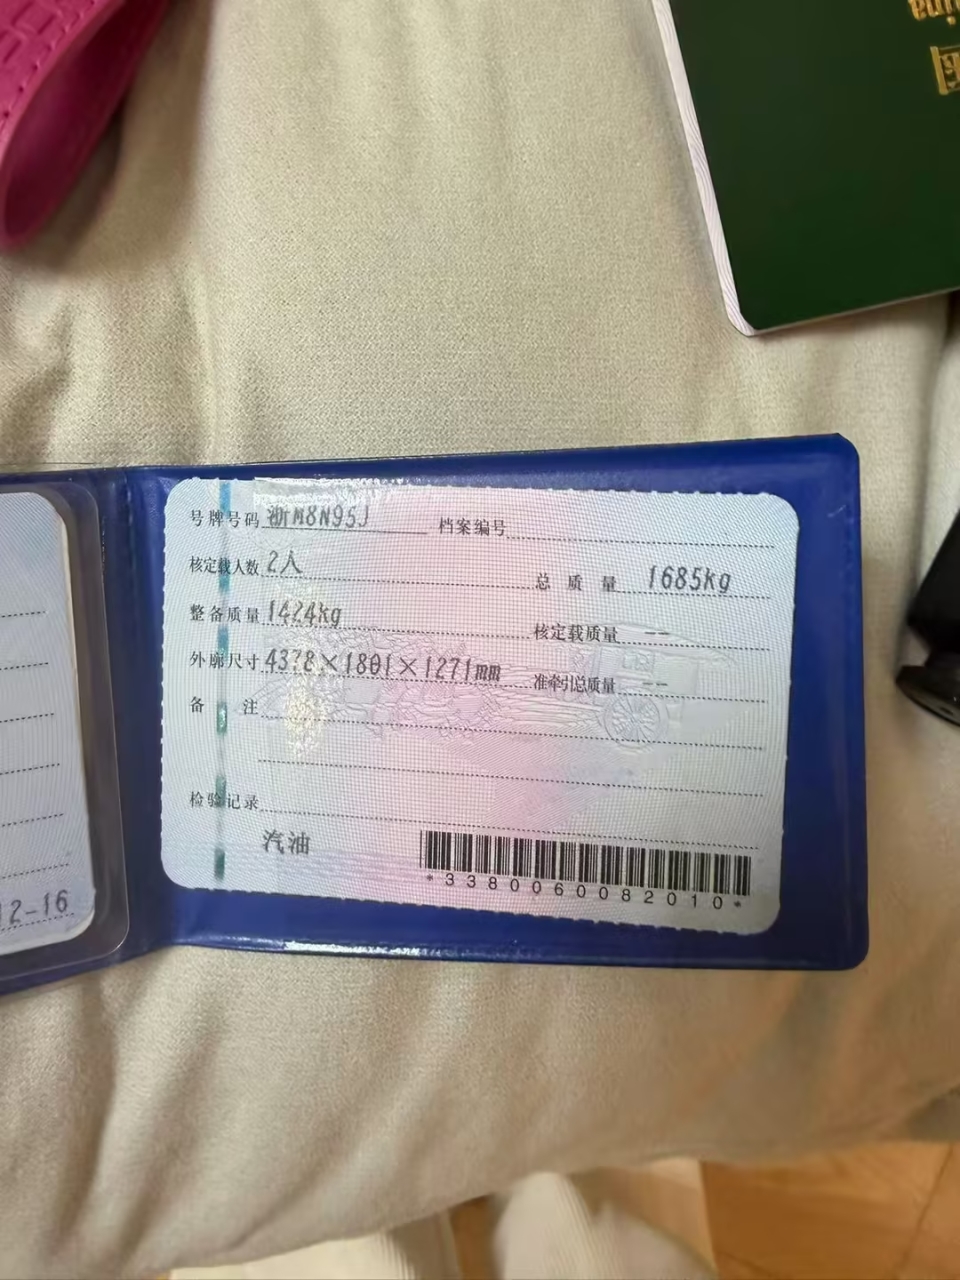 号牌号码 浙M8N95J 档案编号
核定载人数 2人 总质量 1685kg
整备质量 1424kg 核定载质量 --
外廓尺寸 4378×1801×1271mm 准牵引总质量 --
备注
检验记录
汽油
*3380060082010*
12-16